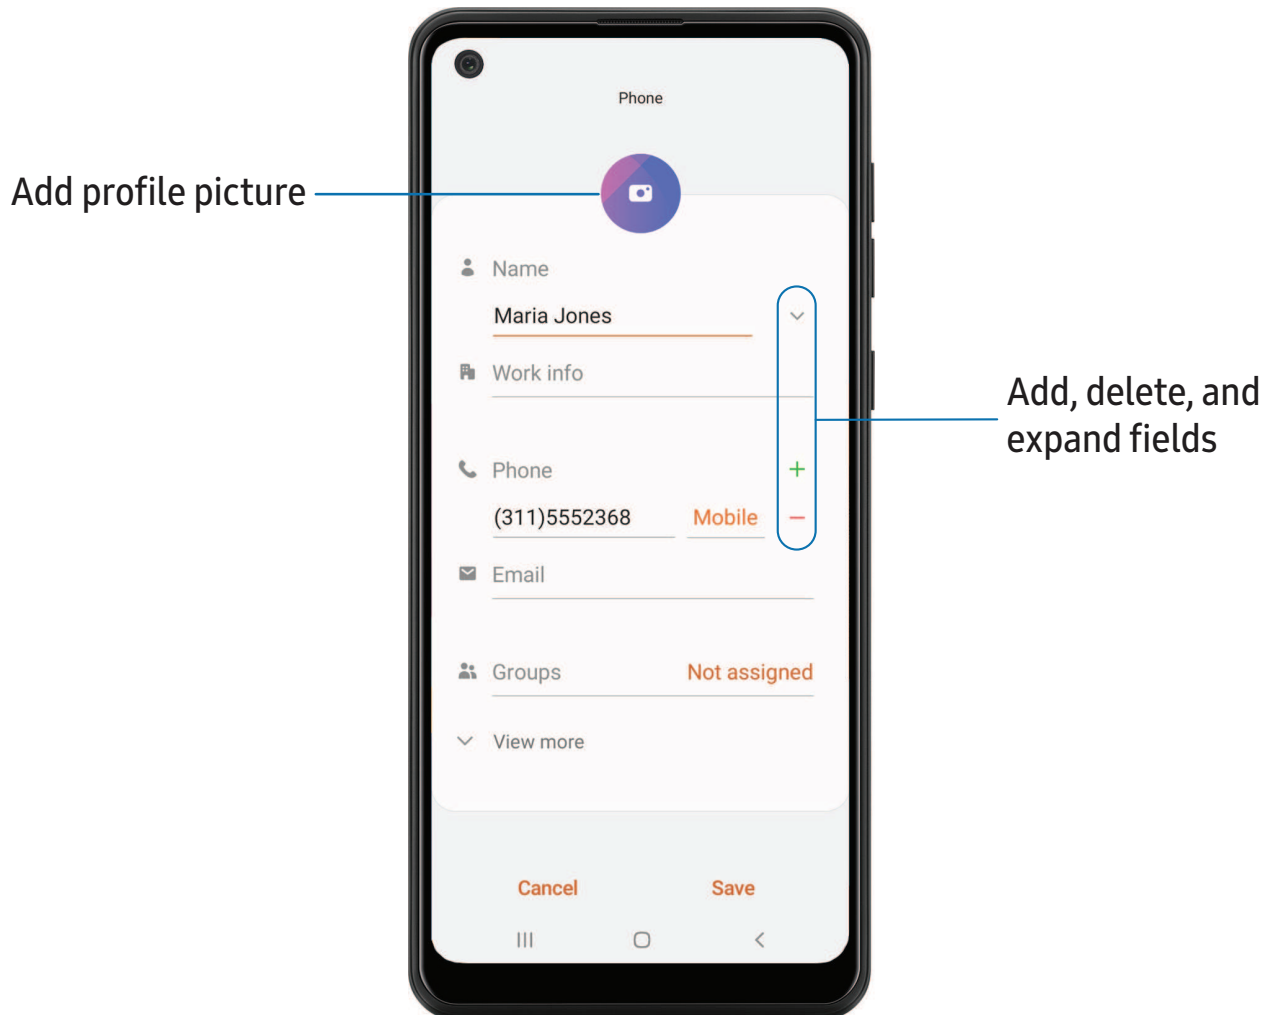 Phone
Add profile picture
Name
Maria Jones
Work info
Add, delete, and
expand fields
Phone
(311)5552368 Mobile
Email
Groups Not assigned
View more
Cancel Save